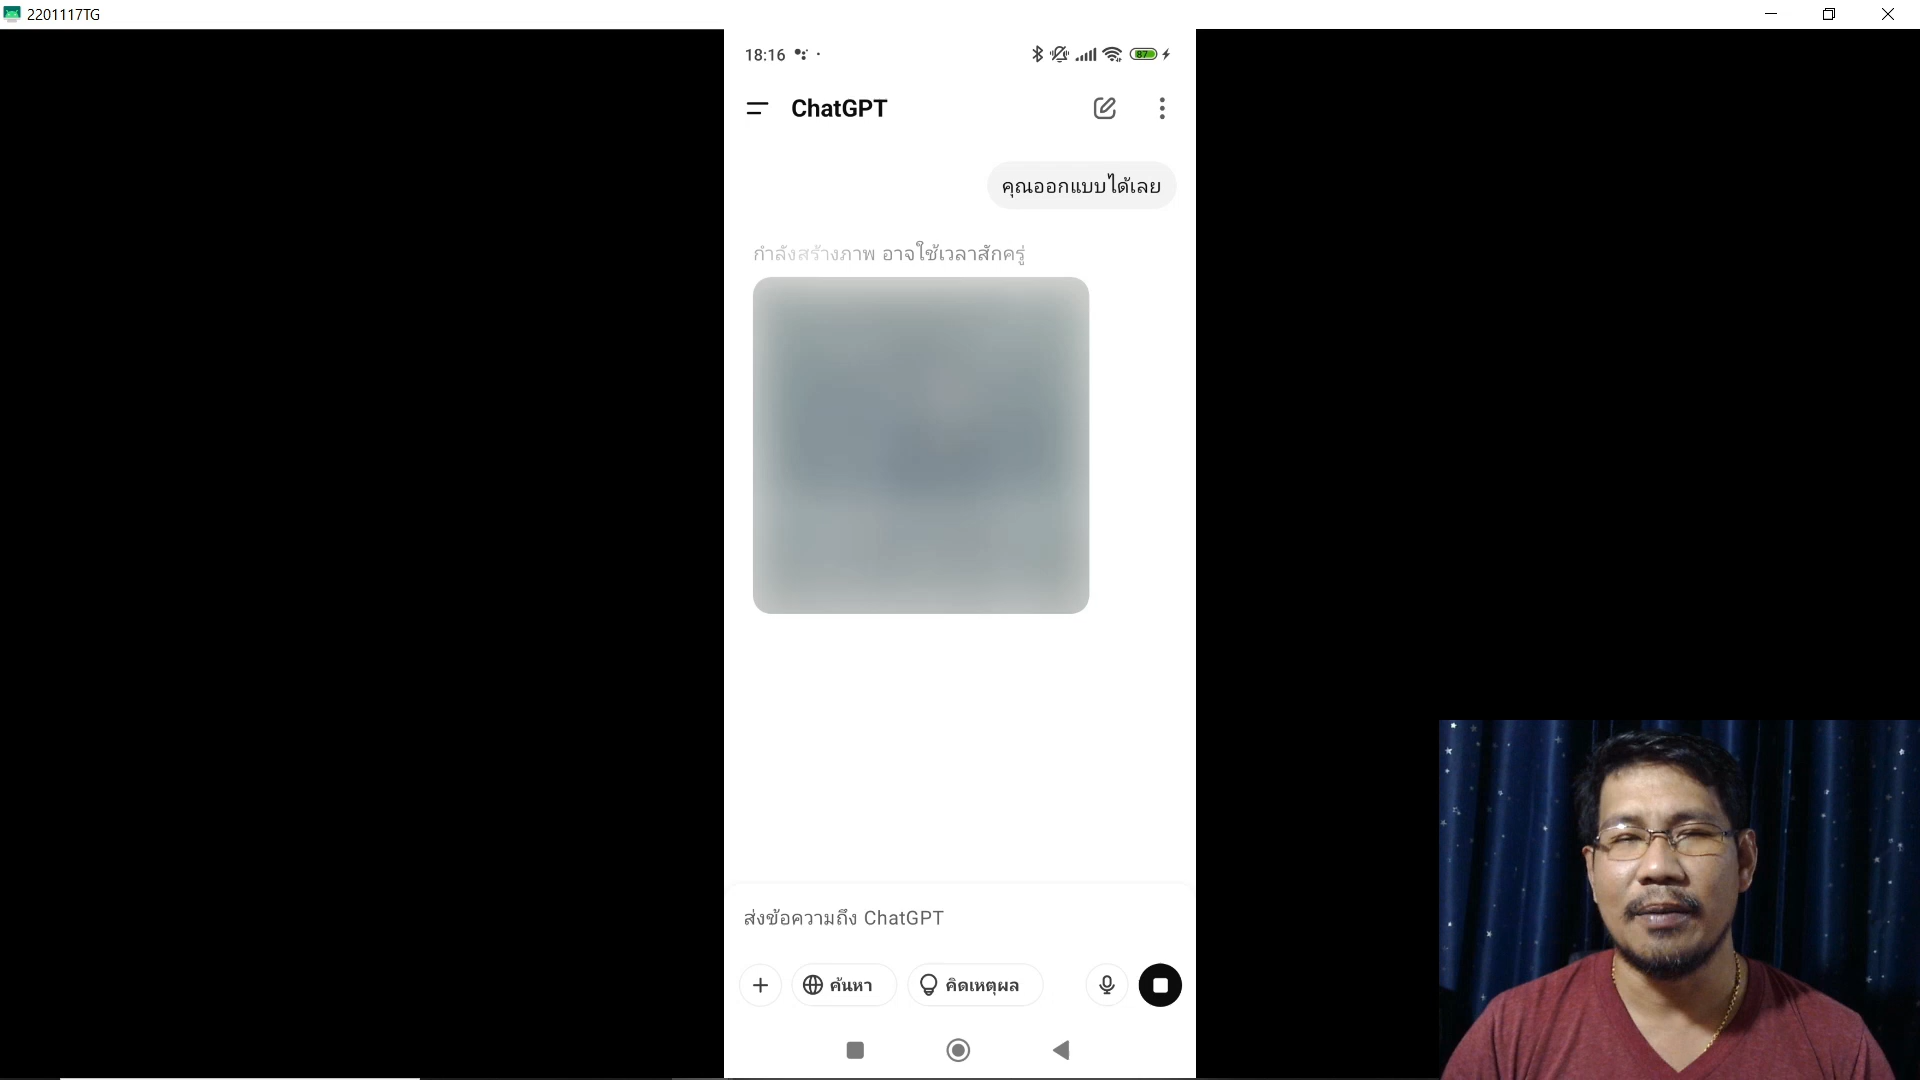 2201117TG
18:16
87
ChatGPT
คุณออกแบบได้เลย
กำลังสร้างภาพ อาจใช้เวลาสักครู่
ส่งข้อความถึง ChatGPT
ค้นหา
คิดเหตุผล